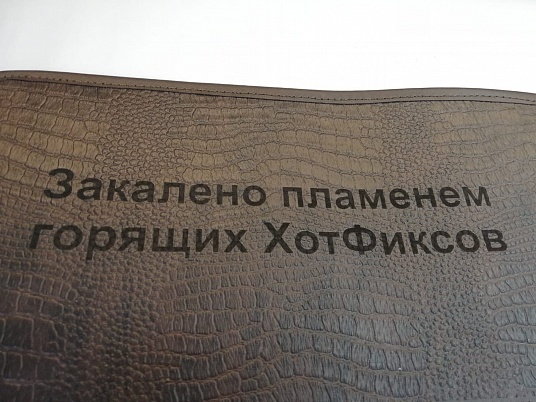 Закалено пламенем
горящих ХотФиксов